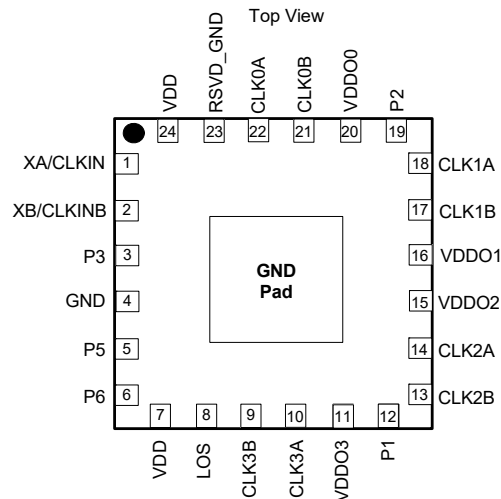 Top View
VDD
RSVD_GND
CLK0A
CLK0B
VDDO0
P2
24
23
22
21
20
19
XA/CLKIN 1
XB/CLKINB 2
P3 3
GND 4
P5 5
P6 6
GND
Pad
18 CLK1A
17 CLK1B
16 VDDO1
15 VDDO2
14 CLK2A
13 CLK2B
7
8
9
10
11
12
VDD
LOS
CLK3B
CLK3A
VDDO3
P1